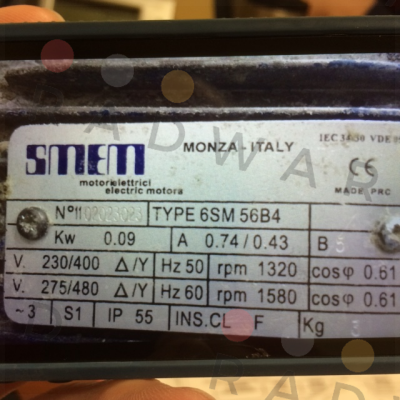 SMEM
motori elettrici
electric motors
MONZA-ITALY
IEC 34-30 VDE
CE
MADE PRC
N° TYPE 6SM 56B4
Kw 0.09 A 0.74 / 0.43 B 3
V. 230/400 Δ/Y Hz 50 rpm 1320 cosφ 0.61
V. 275/480 Δ/Y Hz 60 rpm 1580 cosφ 0.61
~3 S1 IP 55 INS.CL F Kg 3